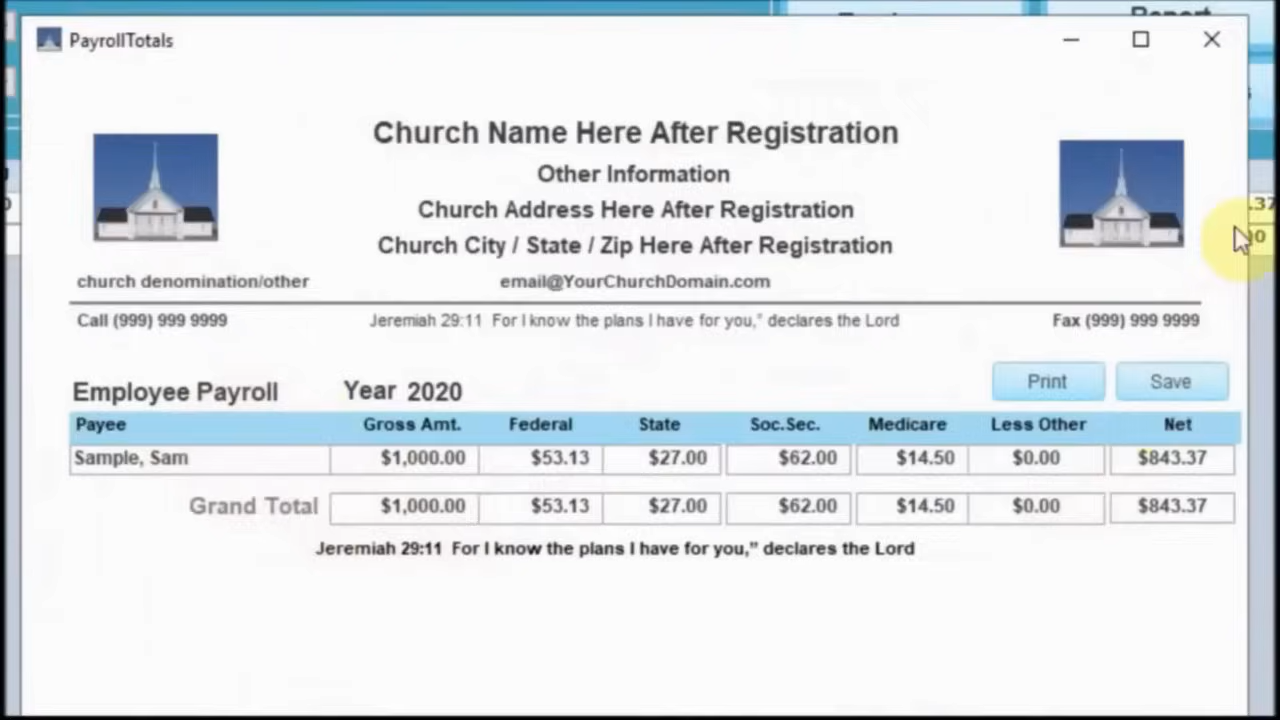 Report
PayrollTotals
Church Name Here After Registration
Other Information
Church Address Here After Registration
Church City / State / Zip Here After Registration
church denomination/other email@YourChurchDomain.com
Call (999) 999 9999 Jeremiah 29:11 For I know the plans I have for you,” declares the Lord Fax (999) 999 9999
Employee Payroll Year 2020 Print Save
Payee Gross Amt. Federal State Soc.Sec. Medicare Less Other Net
Sample, Sam $1,000.00 $53.13 $27.00 $62.00 $14.50 $0.00 $843.37
Grand Total $1,000.00 $53.13 $27.00 $62.00 $14.50 $0.00 $843.37
Jeremiah 29:11 For I know the plans I have for you,” declares the Lord